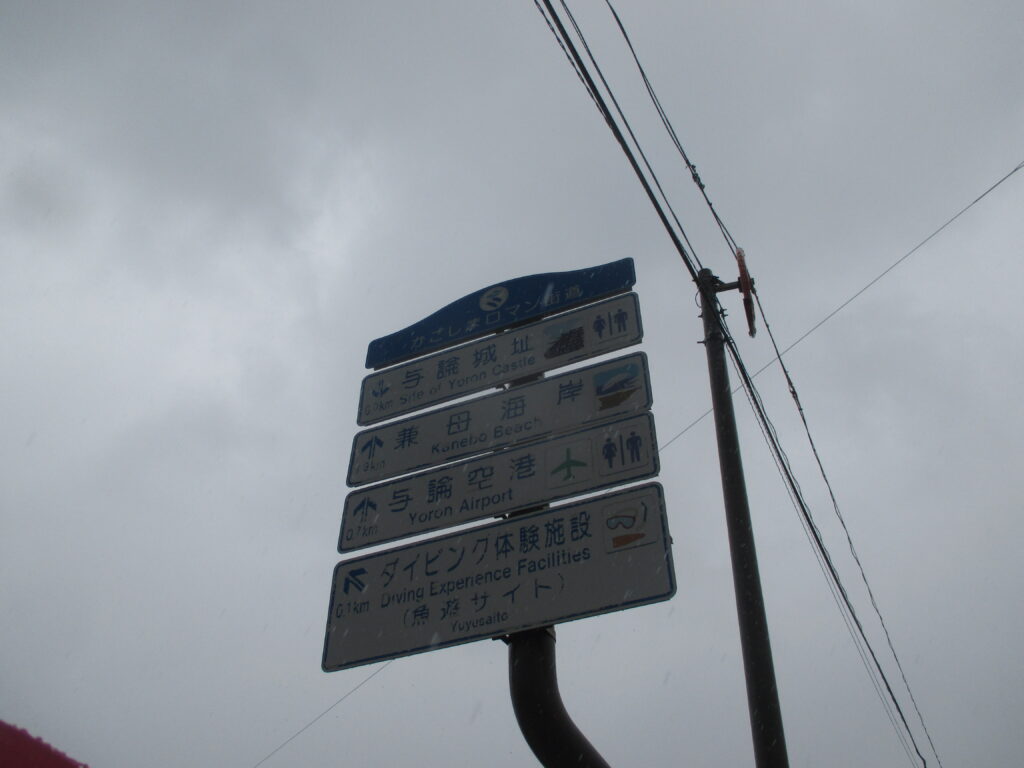 かごしまロマン街道
与論城址
Site of Yoron Castle
兼母海岸
Kanebo Beach
与論空港
Yoron Airport
0.7km
ダイビング体験施設
Diving Experience Facilities
0.1km
(魚遊サイト)
Yuyusaito